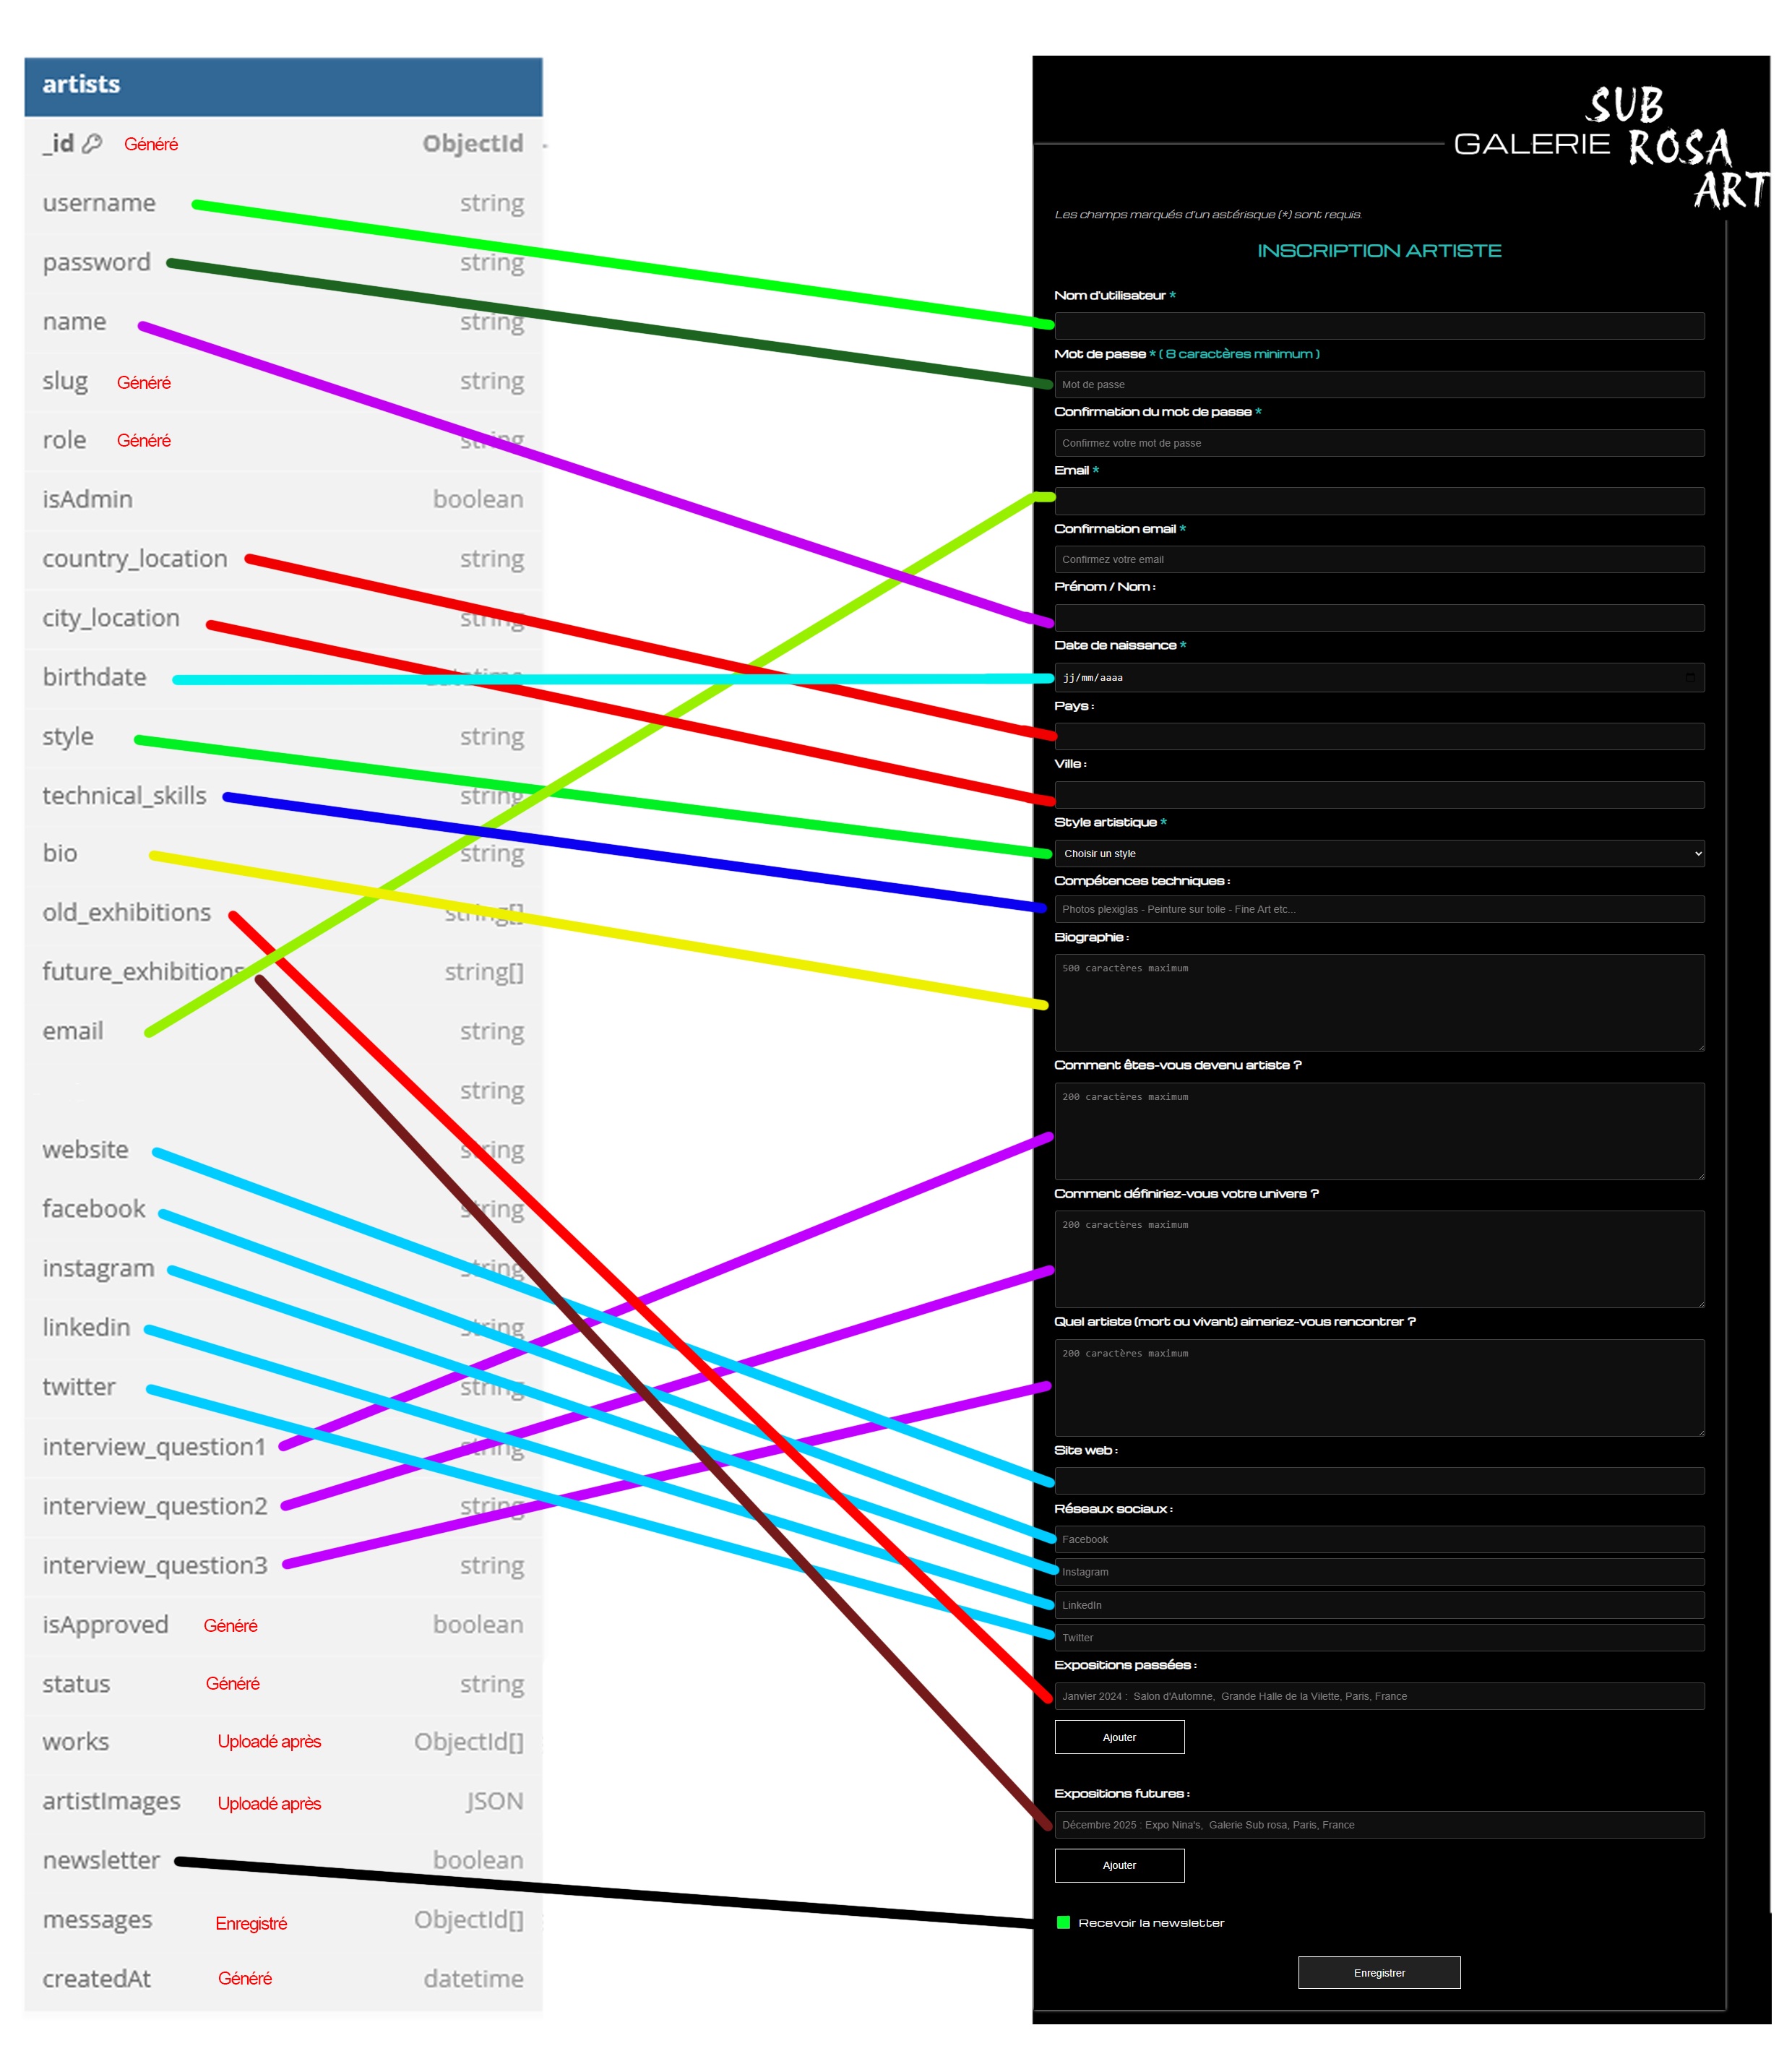 artists
_id Généré ObjectId
username string
password string
name string
slug Généré string
role Généré string
isAdmin boolean
country_location string
city_location string
birthdate datetime
style string
technical_skills string
bio string
old_exhibitions string[]
future_exhibitions string[]
email string
string
website string
facebook string
instagram string
linkedin string
twitter string
interview_question1 string
interview_question2 string
interview_question3 string
isApproved Généré boolean
status Généré string
works Uploadé après ObjectId[]
artistImages Uploadé après JSON
newsletter boolean
messages Enregistré ObjectId[]
createdAt Généré datetime
SUB
GALERIE ROSA
ART
Les champs marqués d'un astérisque (*) sont requis.
INSCRIPTION ARTISTE
Nom d'utilisateur *
Mot de passe * ( 8 caractères minimum )
Mot de passe
Confirmation du mot de passe *
Confirmez votre mot de passe
Email *
Confirmation email *
Confirmez votre email
Prénom / Nom :
Date de naissance *
jj/mm/aaaa
Pays :
Ville :
Style artistique *
Choisir un style
Compétences techniques :
Photos plexiglas - Peinture sur toile - Fine Art etc...
Biographie :
500 caractères maximum
Comment êtes-vous devenu artiste ?
200 caractères maximum
Comment définiriez-vous votre univers ?
200 caractères maximum
Quel artiste (mort ou vivant) aimeriez-vous rencontrer ?
200 caractères maximum
Site web :
Réseaux sociaux :
Facebook
Instagram
LinkedIn
Twitter
Expositions passées :
Janvier 2024 : Salon d'Automne, Grande Halle de la Vilette, Paris, France
Ajouter
Expositions futures :
Décembre 2025 : Expo Nina's, Galerie Sub rosa, Paris, France
Ajouter
Recevoir la newsletter
Enregistrer